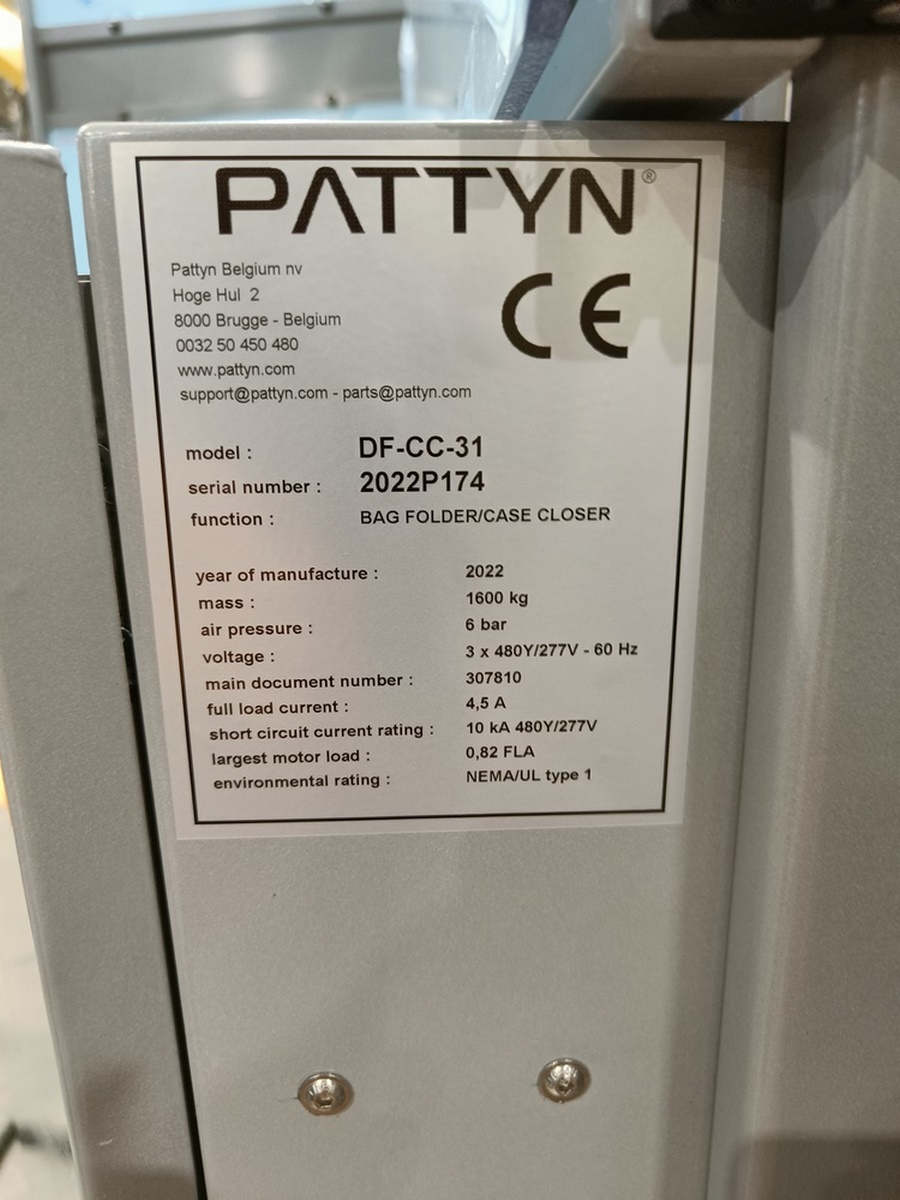 PATTYN®
Pattyn Belgium nv
Hoge Hul 2
8000 Brugge - Belgium
0032 50 450 480
www.pattyn.com
support@pattyn.com - parts@pattyn.com
CE
model : DF-CC-31
serial number : 2022P174
function : BAG FOLDER/CASE CLOSER
year of manufacture : 2022
mass : 1600 kg
air pressure : 6 bar
voltage : 3 x 480Y/277V - 60 Hz
main document number : 307810
full load current : 4,5 A
short circuit current rating : 10 kA 480Y/277V
largest motor load : 0,82 FLA
environmental rating : NEMA/UL type 1